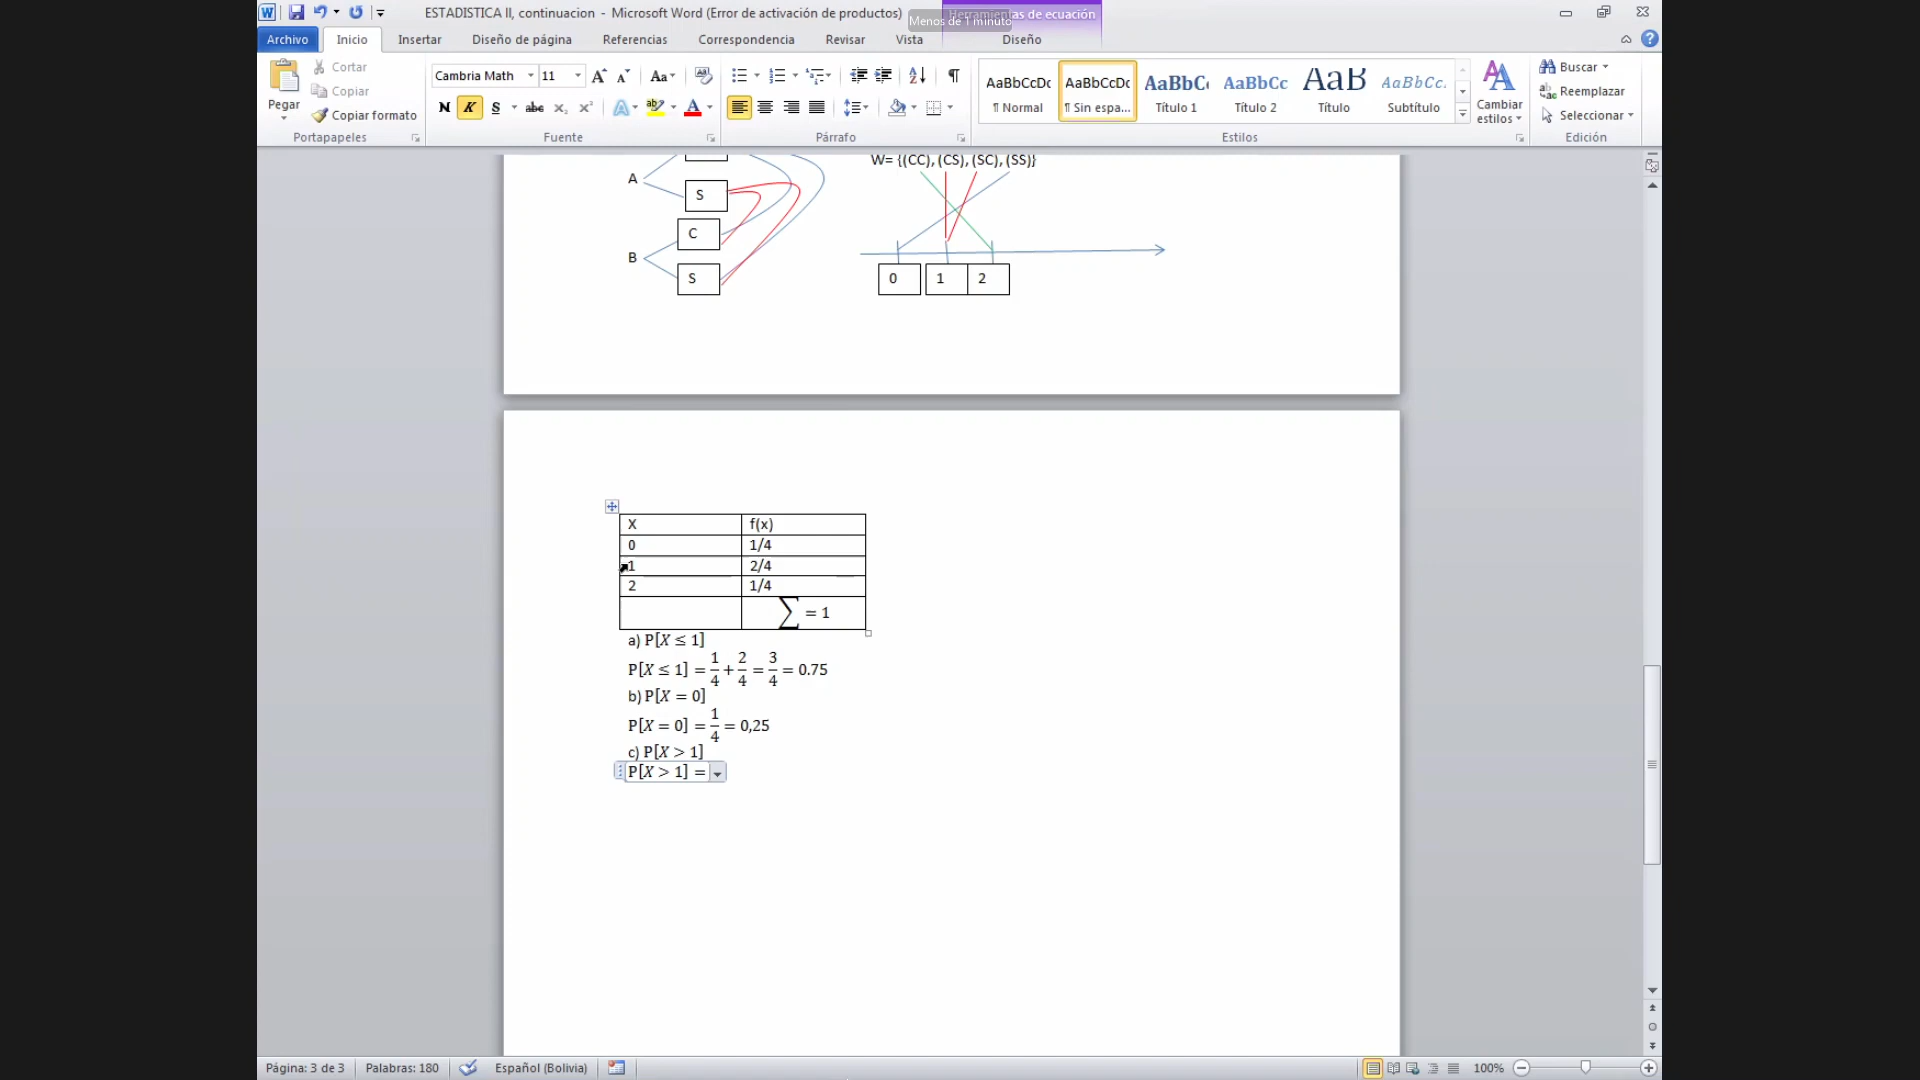 ESTADISTICA II, continuacion - Microsoft Word (Error de activación de productos)
Herramientas de ecuación
Menos de 1 minuto
Archivo Inicio Insertar Diseño de página Referencias Correspondencia Revisar Vista Diseño
Pegar
Cortar
Copiar
Copiar formato
Portapapeles
Cambria Math 11
N K S abc x₂ x² A ab A
Fuente
Párrafo
AaBbCcDc AaBbCcDc AaBbC AaBbCc AaB AaBbCc.
¶ Normal ¶ Sin espa... Título 1 Título 2 Título Subtítulo
Cambiar estilos
Estilos
Buscar
Reemplazar
Seleccionar
Edición
A
S
C
B
S
W= {(CC), (CS), (SC), (SS)}
0 1 2
X f(x)
0 1/4
1 2/4
2 1/4
∑ = 1
a) P[X ≤ 1]
P[X ≤ 1] = 1/4 + 2/4 = 3/4 = 0.75
b) P[X = 0]
P[X = 0] = 1/4 = 0,25
c) P[X > 1]
P[X > 1] =
Página: 3 de 3 Palabras: 180 Español (Bolivia) 100%